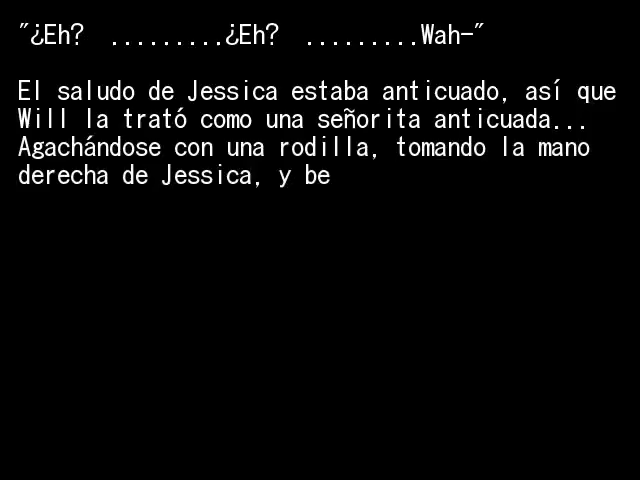 "¿Eh?  .........¿Eh?  .........Wah-"
El saludo de Jessica estaba anticuado, así que
Will la trató como una señorita anticuada...
Agachándose con una rodilla, tomando la mano
derecha de Jessica, y be